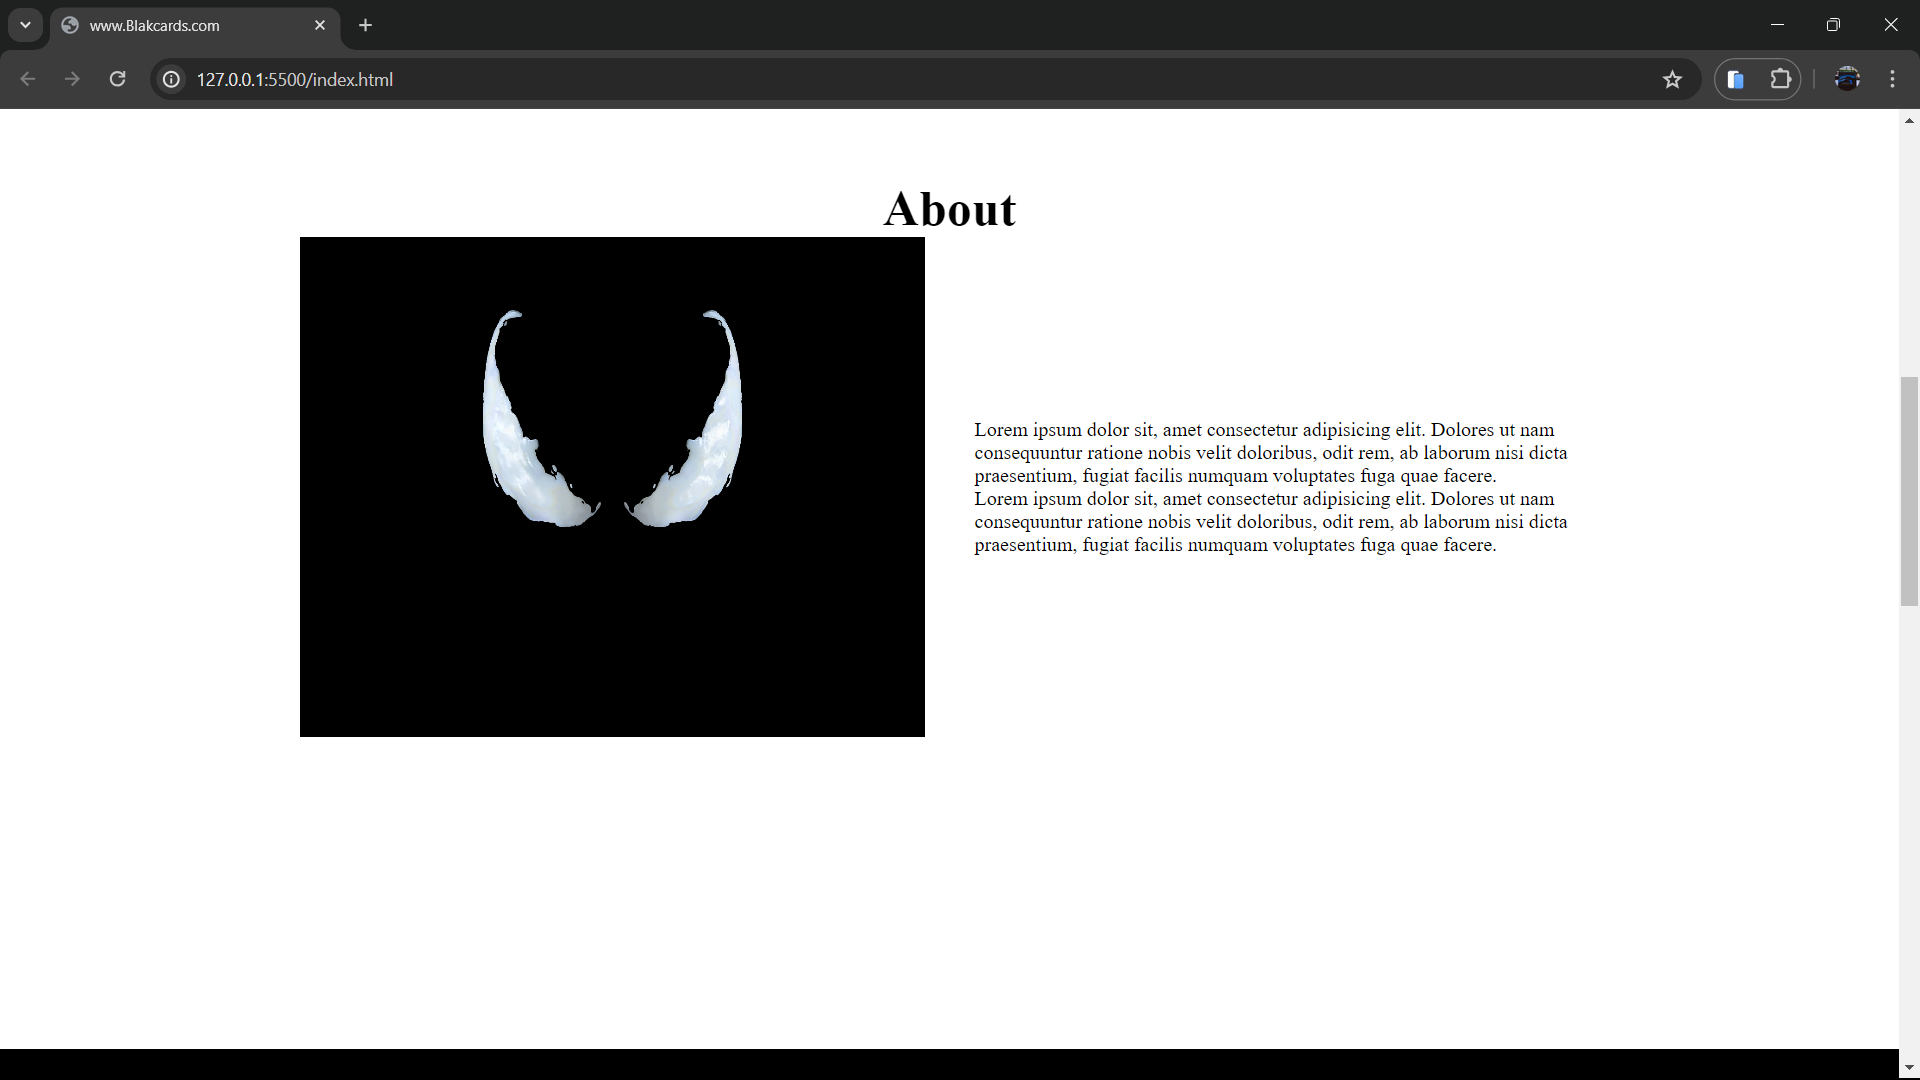 www.Blakcards.com
127.0.0.1:5500/index.html
About
Lorem ipsum dolor sit, amet consectetur adipisicing elit. Dolores ut nam
consequuntur ratione nobis velit doloribus, odit rem, ab laborum nisi dicta
praesentium, fugiat facilis numquam voluptates fuga quae facere.
Lorem ipsum dolor sit, amet consectetur adipisicing elit. Dolores ut nam
consequuntur ratione nobis velit doloribus, odit rem, ab laborum nisi dicta
praesentium, fugiat facilis numquam voluptates fuga quae facere.